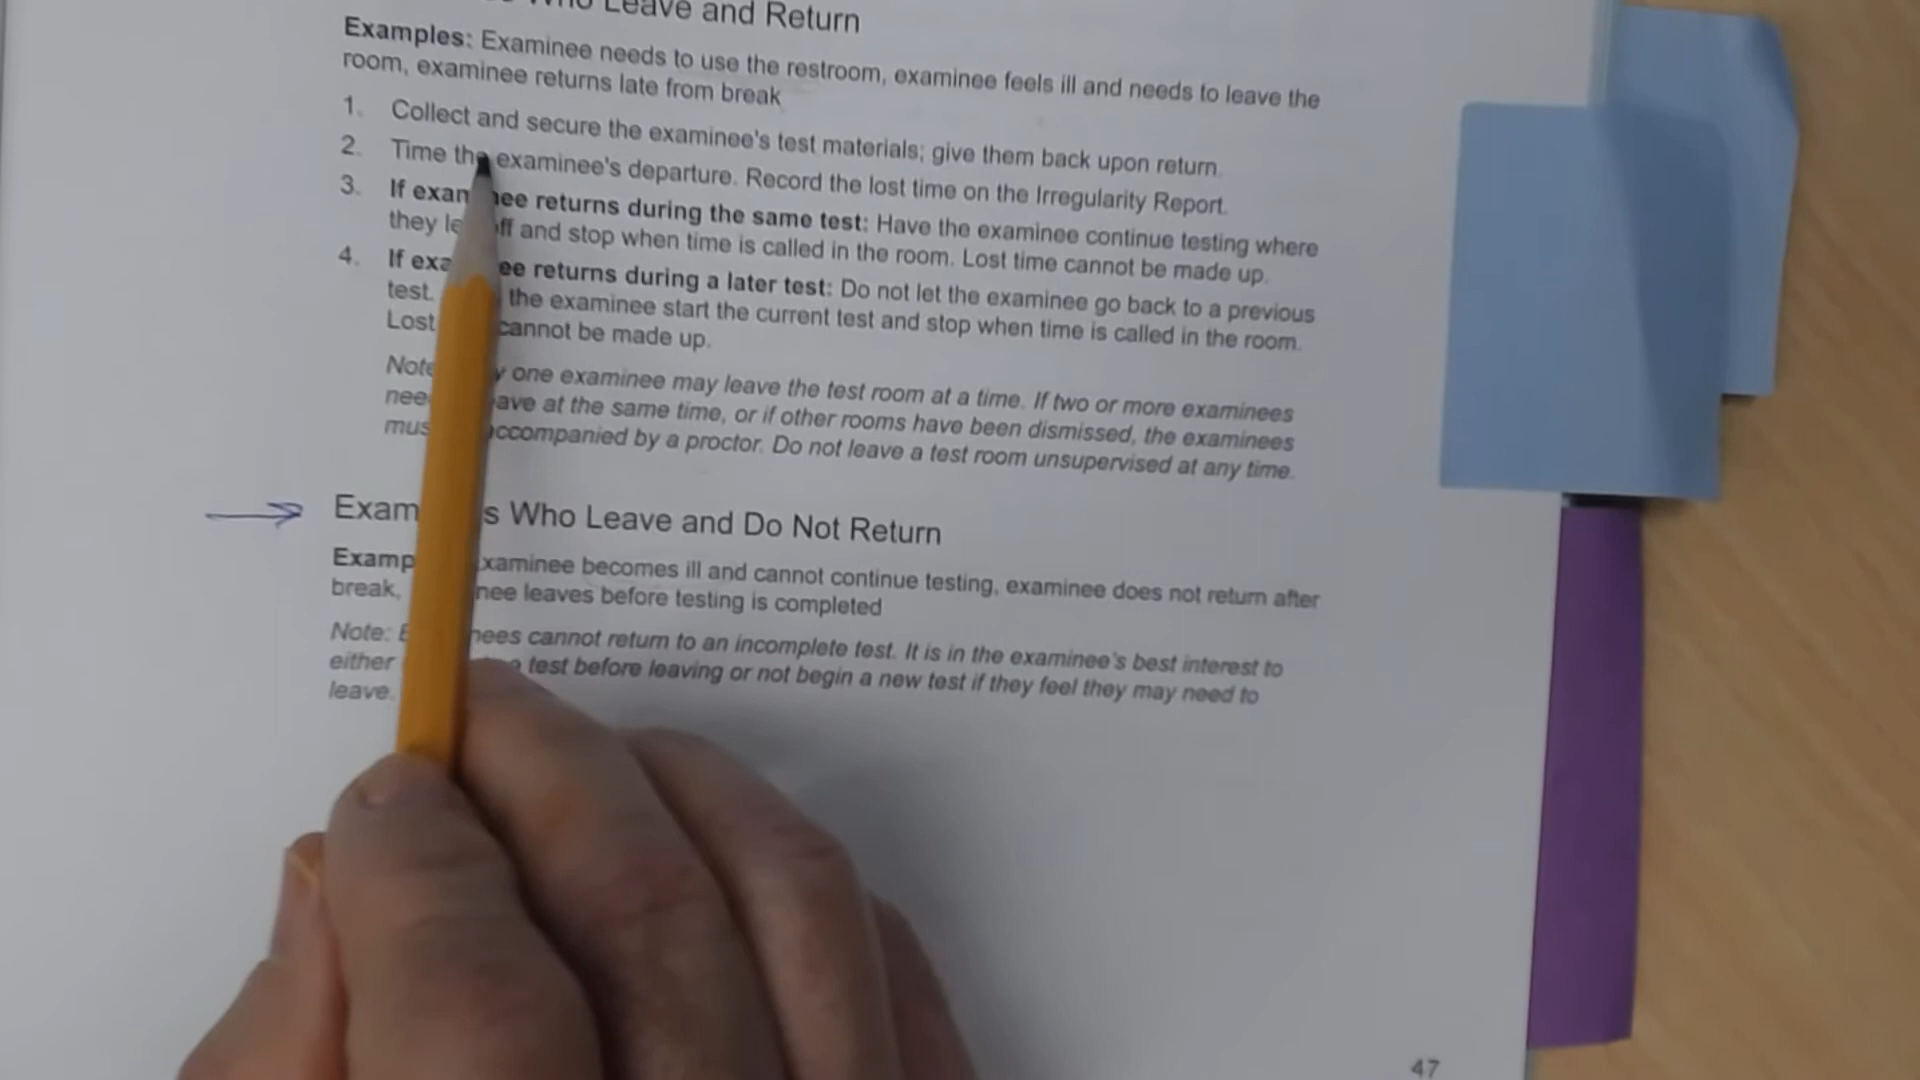 Who Leave and Return
Examples: Examinee needs to use the restroom, examinee feels ill and needs to leave the
room, examinee returns late from break
1. Collect and secure the examinee's test materials; give them back upon return.
2. Time the examinee's departure. Record the lost time on the Irregularity Report.
3. If exam nee returns during the same test: Have the examinee continue testing where
they le ff and stop when time is called in the room. Lost time cannot be made up.
4. If exa ee returns during a later test: Do not let the examinee go back to a previous
test. the examinee start the current test and stop when time is called in the room.
Lost cannot be made up.
Note y one examinee may leave the test room at a time. If two or more examinees
nee ave at the same time, or if other rooms have been dismissed, the examinees
mus accompanied by a proctor. Do not leave a test room unsupervised at any time.
Exam s Who Leave and Do Not Return
Examp xaminee becomes ill and cannot continue testing, examinee does not return after
break, nee leaves before testing is completed
Note: E nees cannot return to an incomplete test. It is in the examinee's best interest to
either test before leaving or not begin a new test if they feel they may need to
leave.
47